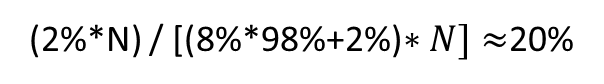 (2%*N) / [(8%*98%+2%)∗ 𝑁] ≈20%